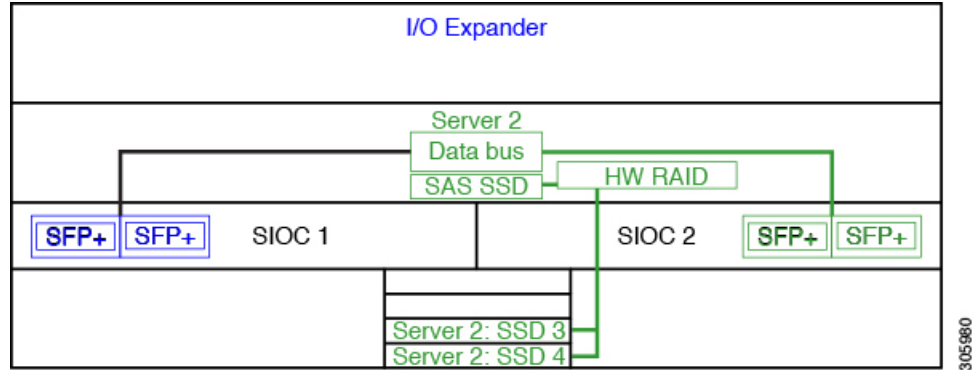 I/O Expander
Server 2
Data bus
SAS SSD
HW RAID
SFP+ SFP+ SIOC 1 SIOC 2 SFP+ SFP+
Server 2: SSD 3
Server 2: SSD 4
305980